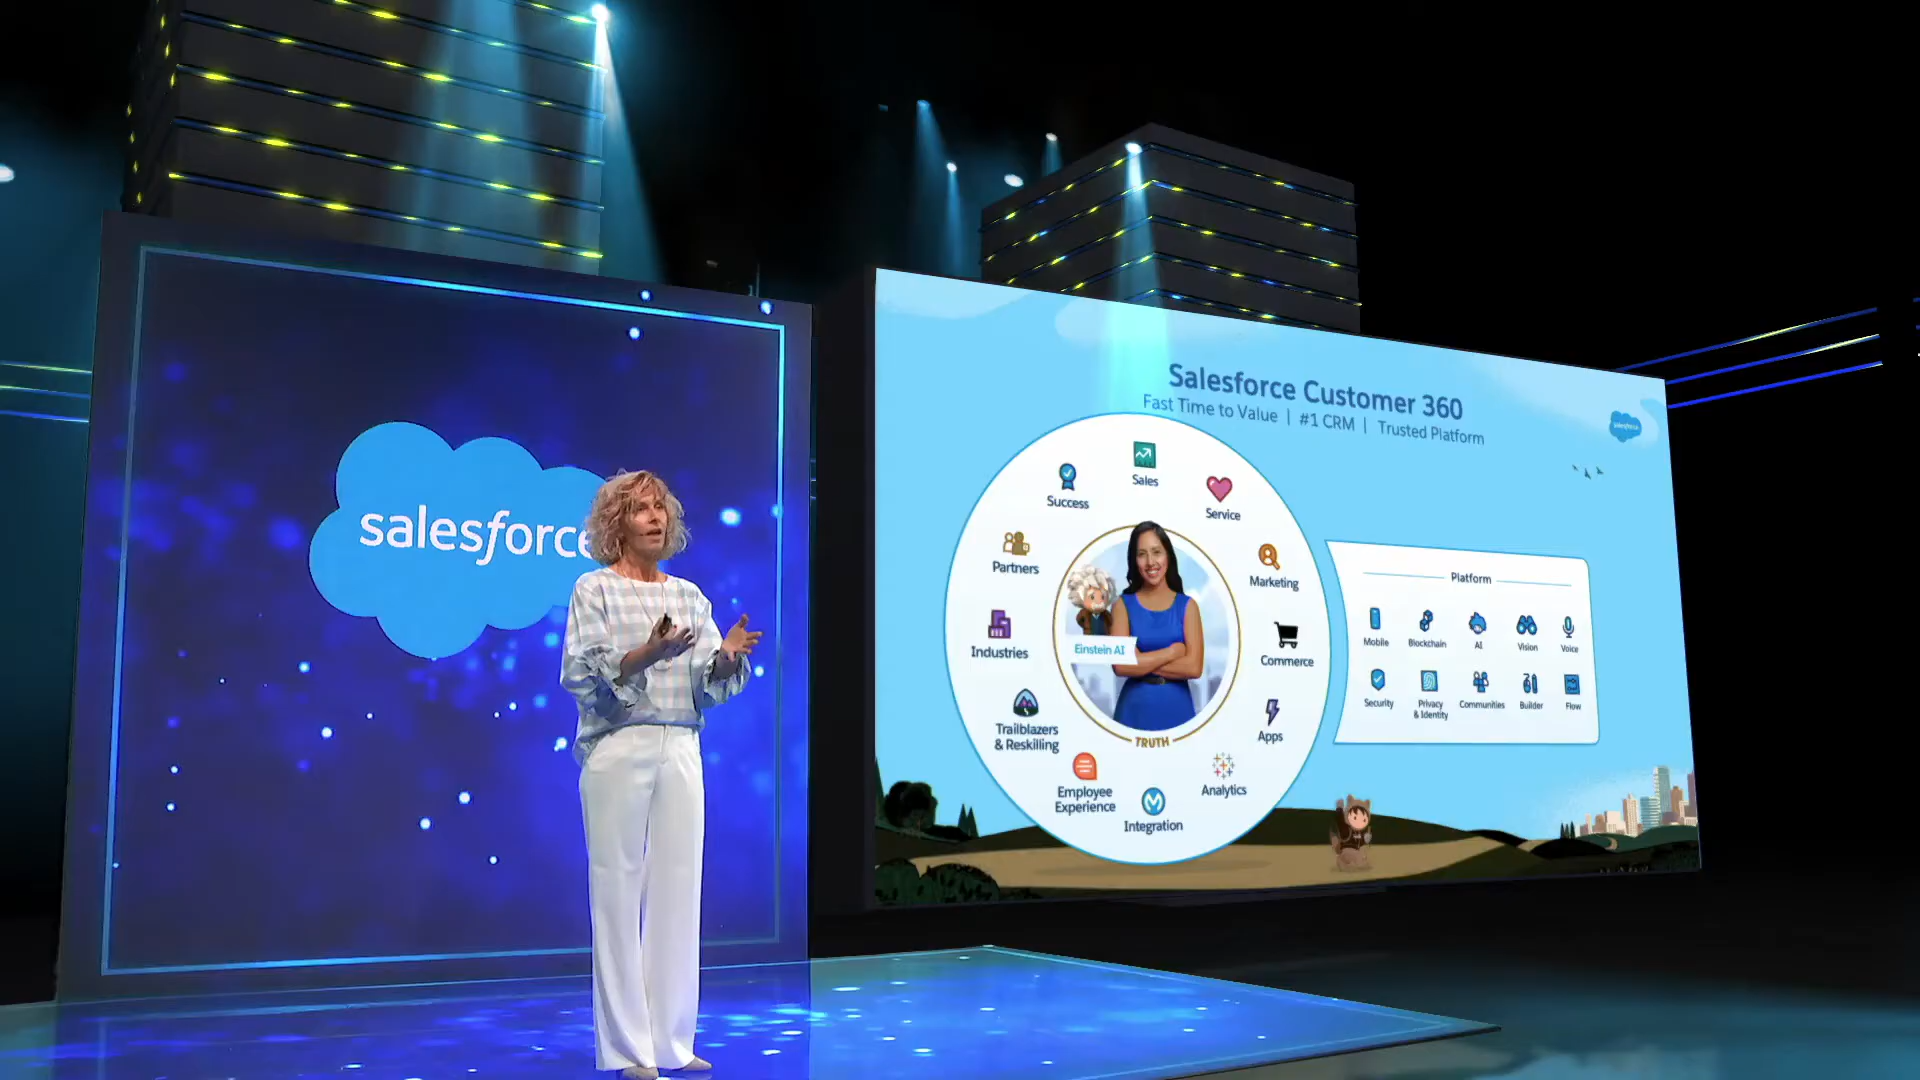 salesforce
Salesforce Customer 360
Fast Time to Value | #1 CRM | Trusted Platform
salesforce
Sales
Success
Service
Partners
Marketing
Industries
Einstein AI
Commerce
Trailblazers
& Reskilling
TRUTH
Apps
Employee
Experience
Analytics
Integration
Platform
Mobile
Blockchain
AI
Vision
Voice
Security
Privacy
& Identity
Communities
Builder
Flow